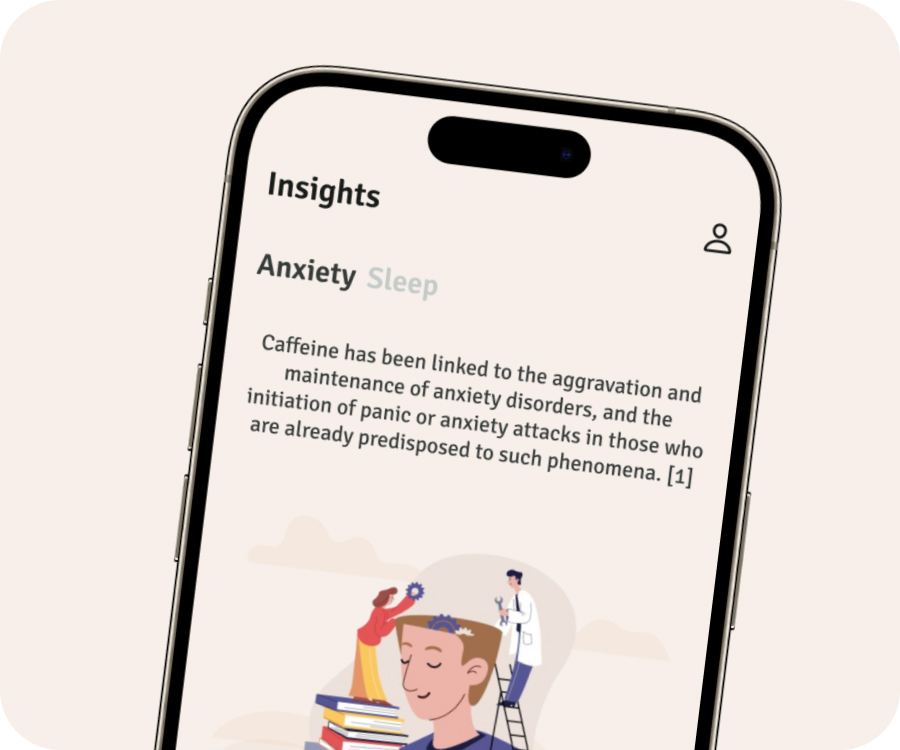 Insights
Anxiety Sleep
Caffeine has been linked to the aggravation and
maintenance of anxiety disorders, and the
initiation of panic or anxiety attacks in those who
are already predisposed to such phenomena. [1]